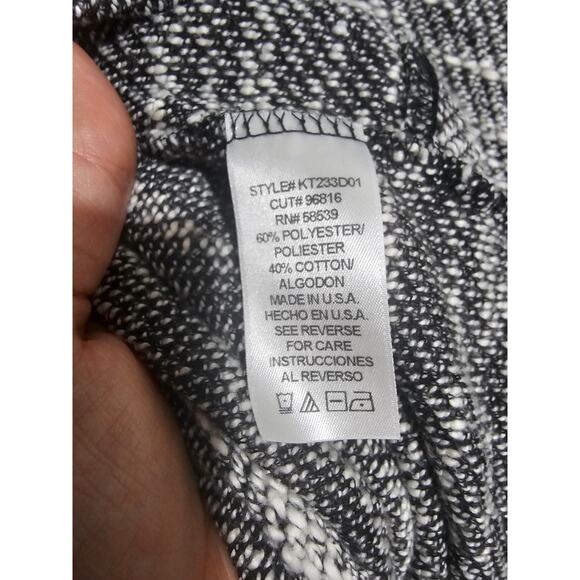 STYLE# KT233D01
CUT# 96816
RN# 58539
60% POLYESTER/
POLIESTER
40% COTTON/
ALGODON
MADE IN U.S.A.
HECHO EN U.S.A.
SEE REVERSE
FOR CARE
INSTRUCCIONES
AL REVERSO